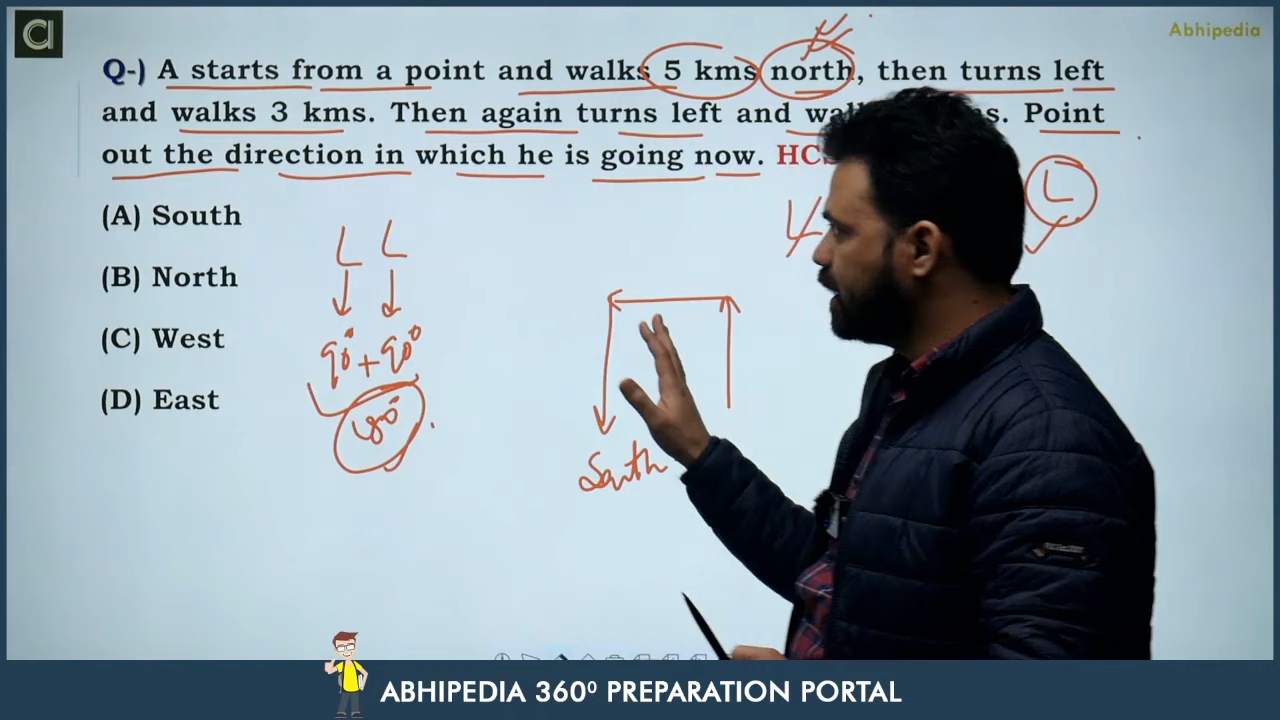 Abhipedia
Q-) A starts from a point and walks 5 kms north, then turns left
and walks 3 kms. Then again turns left and Point
out the direction in which he is going now.
(A) South
(B) North
(C) West
(D) East
L L
90° + 90°
180°
L
South
ABHIPEDIA 360⁰ PREPARATION PORTAL